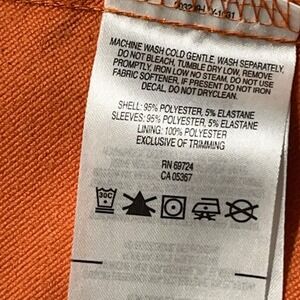 MACHINE WASH COLD GENTLE, WASH SEPARATELY,
DO NOT BLEACH, TUMBLE DRY LOW, REMOVE
PROMPTLY, IRON LOW NO STEAM, DO NOT USE
FABRIC SOFTENER, IF PRESENT DO NOT IRON
DECAL, DO NOT DRYCLEAN.
SHELL: 95% POLYESTER, 5% ELASTANE
SLEEVES: 95% POLYESTER, 5% ELASTANE
LINING: 100% POLYESTER
EXCLUSIVE OF TRIMMING
RN 69724
CA 05367
30C